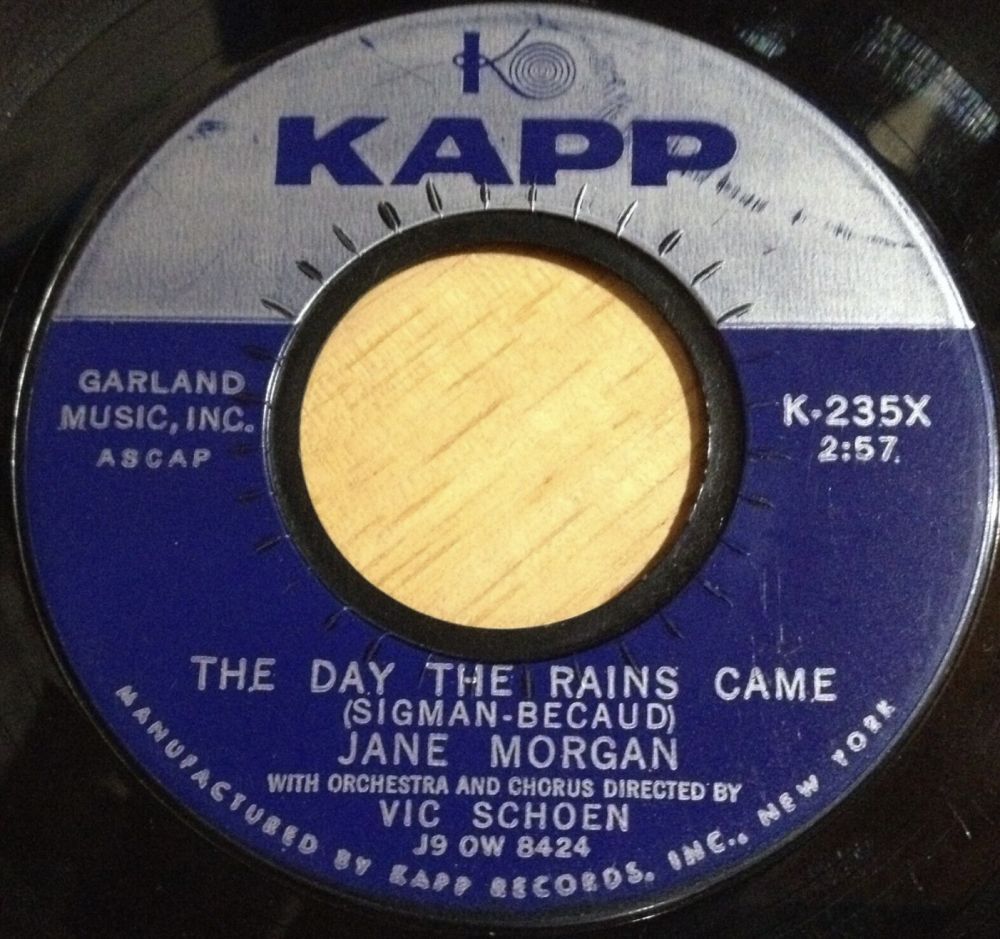 KAPP
GARLAND
MUSIC, INC.
ASCAP
K-235X
2:57
THE DAY THE RAINS CAME
(SIGMAN-BECAUD)
JANE MORGAN
WITH ORCHESTRA AND CHORUS DIRECTED BY
VIC SCHOEN
J9 OW 8424
MANUFACTURED BY KAPP RECORDS, INC., NEW YORK